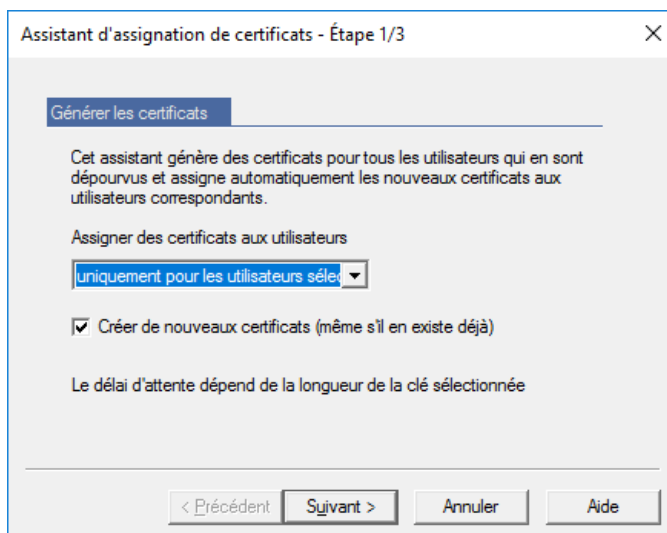 Assistant d'assignation de certificats - Étape 1/3
Générer les certificats
Cet assistant génère des certificats pour tous les utilisateurs qui en sont
dépourvus et assigne automatiquement les nouveaux certificats aux
utilisateurs correspondants.
Assigner des certificats aux utilisateurs
uniquement pour les utilisateurs sélec
Créer de nouveaux certificats (même s'il en existe déjà)
Le délai d'attente dépend de la longueur de la clé sélectionnée
< Précédent Suivant > Annuler Aide